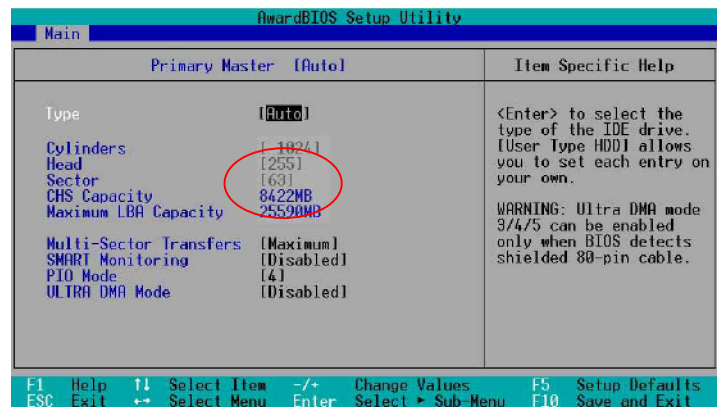 AwardBIOS Setup Utility
Main
Primary Master [Auto]
Item Specific Help
Type [Auto]
Cylinders [ 1024]
Head [255]
Sector [63]
CHS Capacity 8422MB
Maximum LBA Capacity 25590MB
Multi-Sector Transfers [Maximum]
SMART Monitoring [Disabled]
PIO Mode [4]
ULTRA DMA Mode [Disabled]
<Enter> to select the
type of the IDE drive.
[User Type HDD] allows
you to set each entry on
your own.
WARNING: Ultra DMA mode
3/4/5 can be enabled
only when BIOS detects
shielded 80-pin cable.
F1 Help ↑↓ Select Item -/+ Change Values F5 Setup Defaults
ESC Exit ←→ Select Menu Enter Select ► Sub-Menu F10 Save and Exit